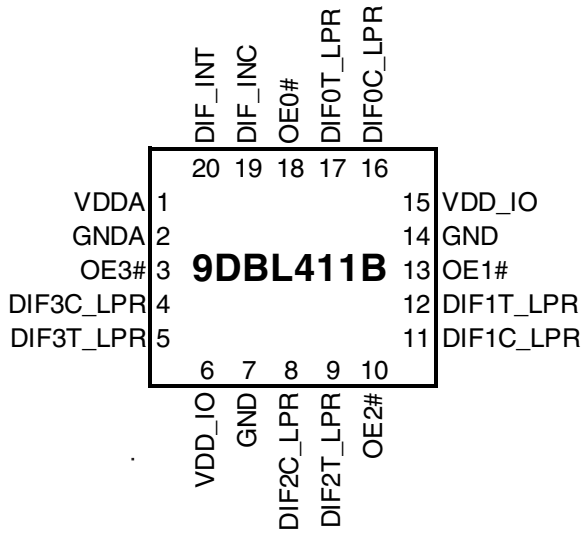 DIF_INT
DIF_INC
OE0#
DIF0T_LPR
DIF0C_LPR
20 19 18 17 16
VDDA 1
15 VDD_IO
GNDA 2
14 GND
OE3# 3
9DBL411B
13 OE1#
DIF3C_LPR 4
12 DIF1T_LPR
DIF3T_LPR 5
11 DIF1C_LPR
6 7 8 9 10
VDD_IO
GND
DIF2C_LPR
DIF2T_LPR
OE2#